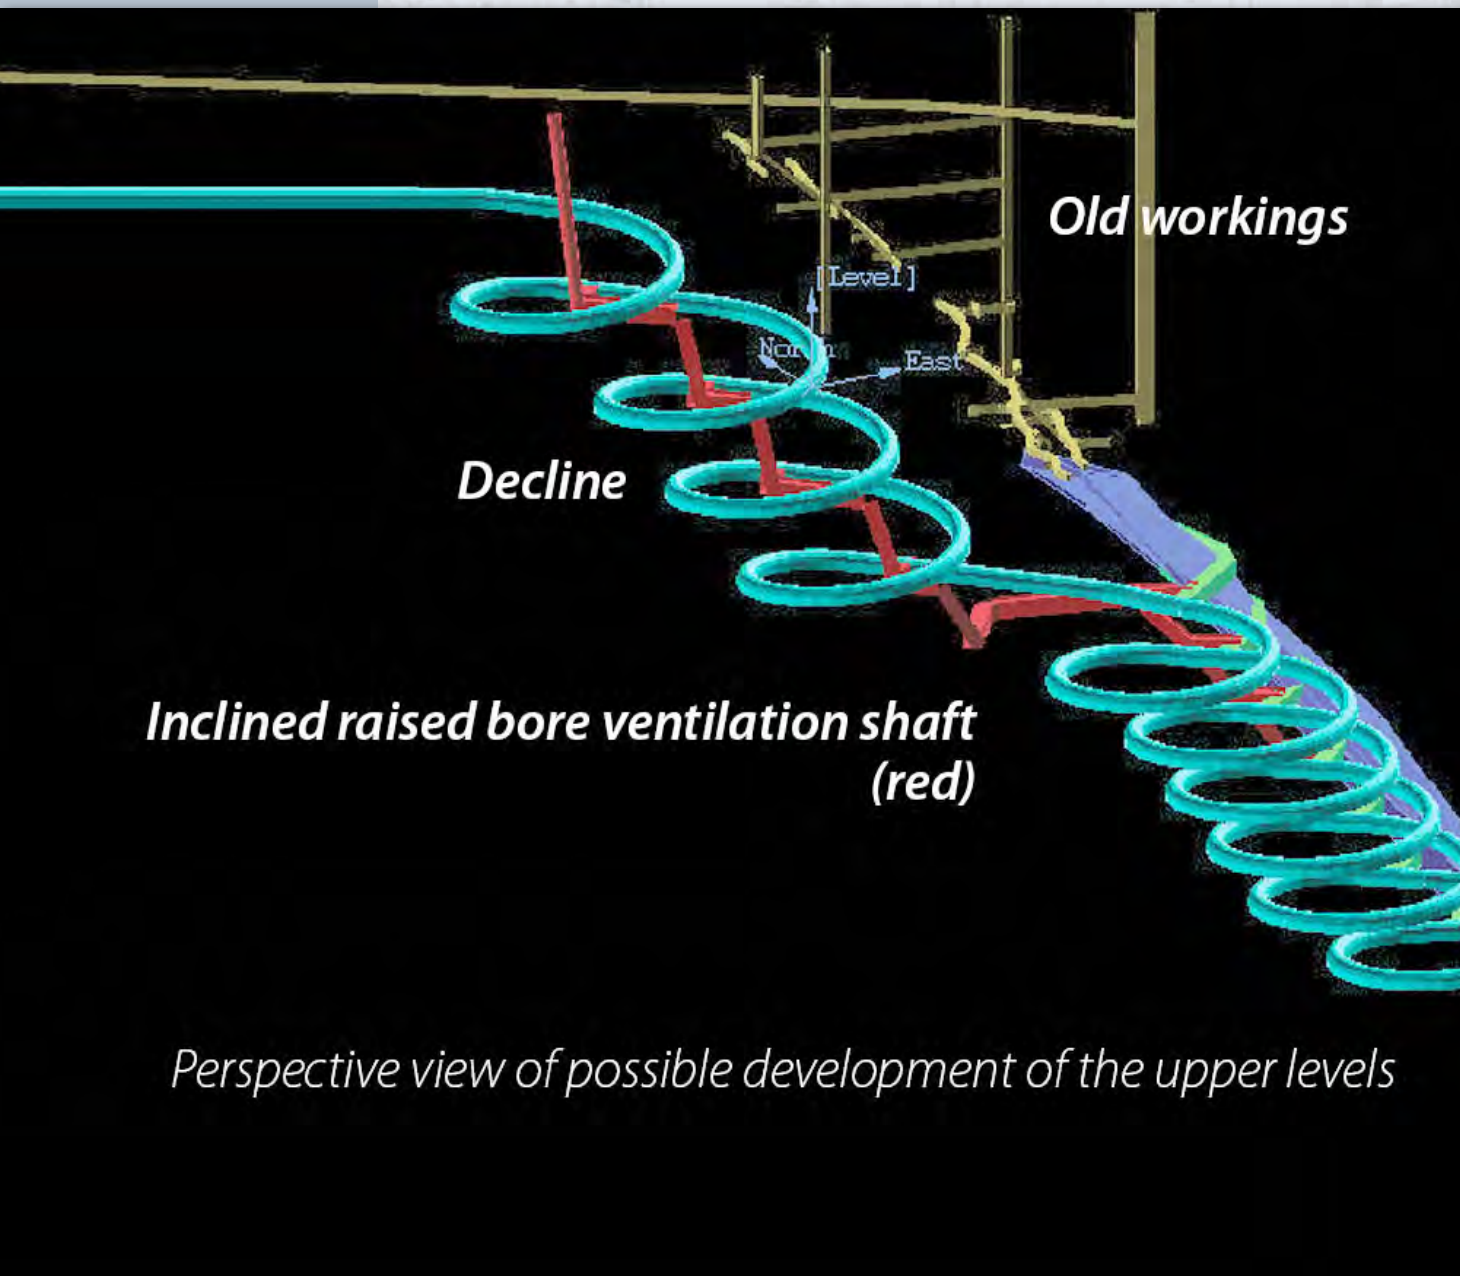 Old workings
[Level]
North
East
Decline
Inclined raised bore ventilation shaft
(red)
Perspective view of possible development of the upper levels